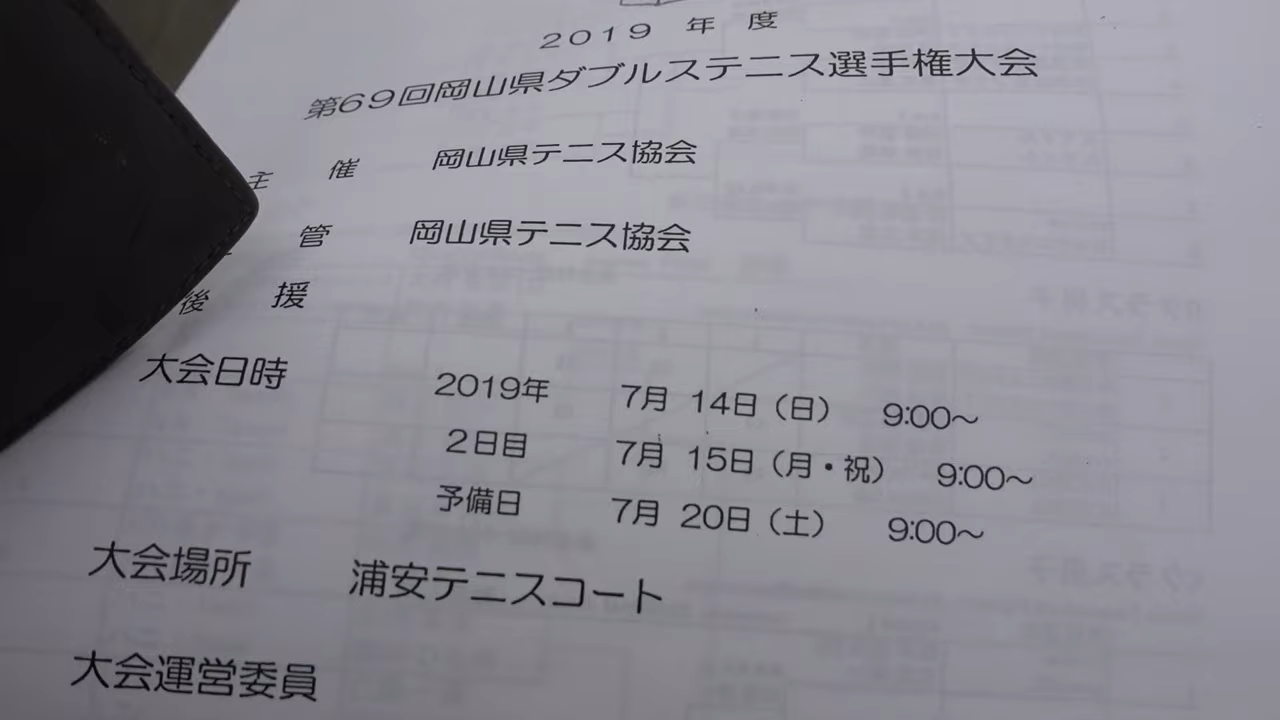 2019 年 度
第69回岡山県ダブルステニス選手権大会
主 催 岡山県テニス協会
管 岡山県テニス協会
後 援
大会日時 2019年 7月 14日(日) 9:00~
2日目 7月 15日(月・祝) 9:00~
予備日 7月 20日(土) 9:00~
大会場所 浦安テニスコート
大会運営委員